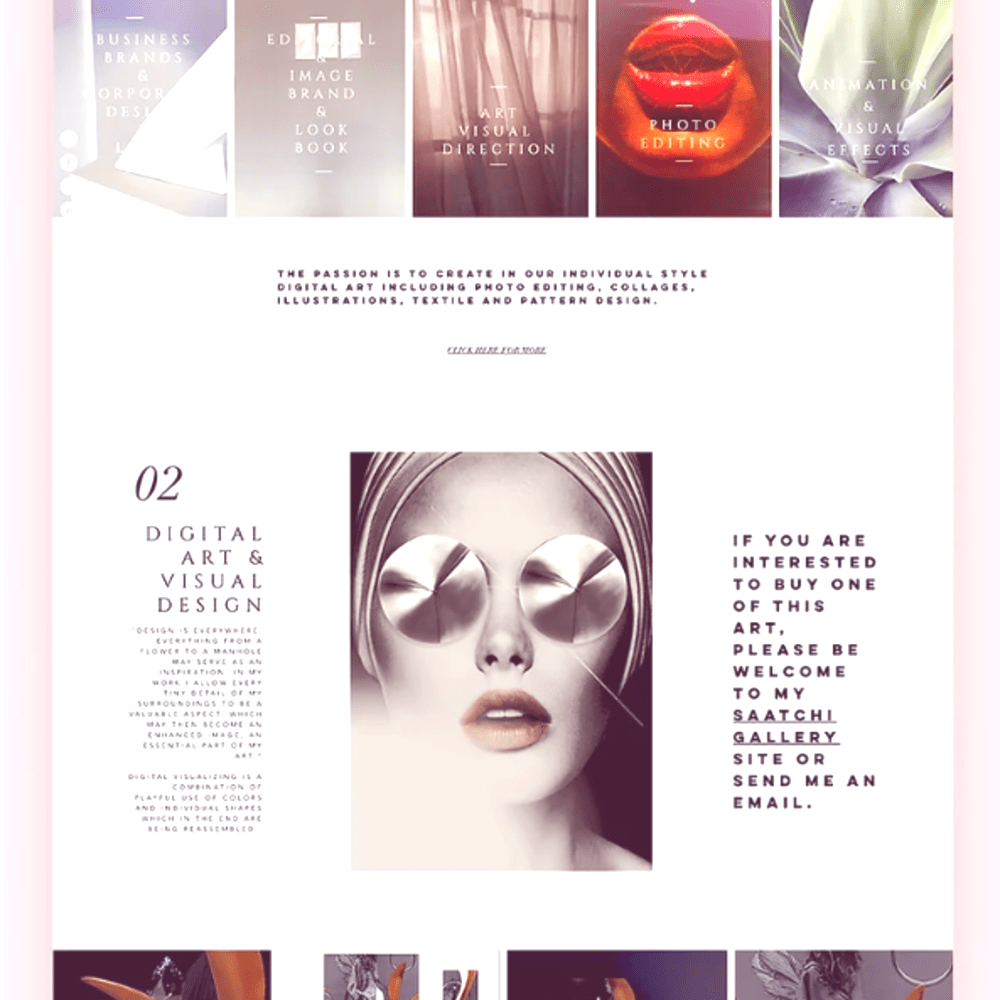 BUSINESS
BRANDS
&
CORPOR
DESI
L
EDITORIAL
&
IMAGE
BRAND
&
LOOK
BOOK
ART
VISUAL
DIRECTION
PHOTO
EDITING
ANIMATION
&
VISUAL
EFFECTS
THE PASSION IS TO CREATE IN OUR INDIVIDUAL STYLE
DIGITAL ART INCLUDING PHOTO EDITING, COLLAGES,
ILLUSTRATIONS, TEXTILE AND PATTERN DESIGN.
CLICK HERE FOR MORE
02
DIGITAL
ART &
VISUAL
DESIGN
"DESIGN IS EVERYWHERE.
EVERYTHING FROM A
FLOWER TO A MANHOLE
MAY SERVE AS AN
INSPIRATION. IN MY
WORK I ALLOW EVERY
TINY DETAIL OF MY
SURROUNDINGS TO BE A
VALUABLE ASPECT, WHICH
MAY THEN BECOME AN
ENHANCED IMAGE, AN
ESSENTIAL PART OF MY
ART."
DIGITAL VISUALIZING IS A
COMBINATION OF
PLAYFUL USE OF COLORS
AND INDIVIDUAL SHAPES
WHICH IN THE END ARE
BEING REASSEMBLED.
IF YOU ARE
INTERESTED
TO BUY ONE
OF THIS
ART,
PLEASE BE
WELCOME
TO MY
SAATCHI
GALLERY
SITE OR
SEND ME AN
EMAIL.